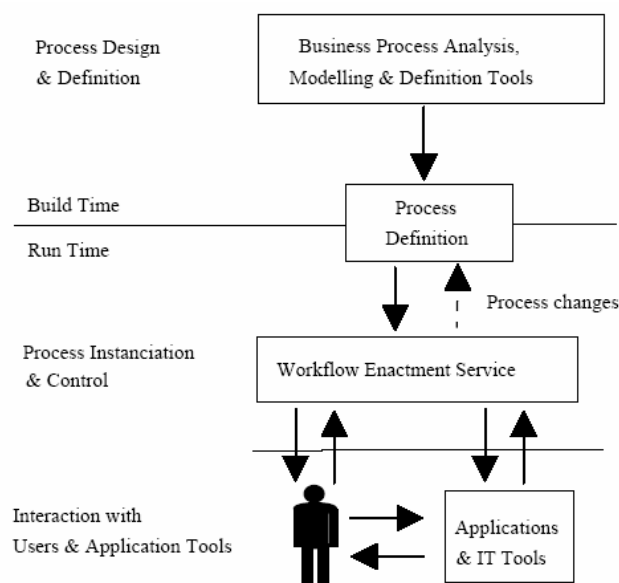 Process Design
& Definition
Business Process Analysis,
Modelling & Definition Tools
Build Time
Process
Definition
Run Time
Process changes
Process Instanciation
& Control
Workflow Enactment Service
Interaction with
Users & Application Tools
Applications
& IT Tools